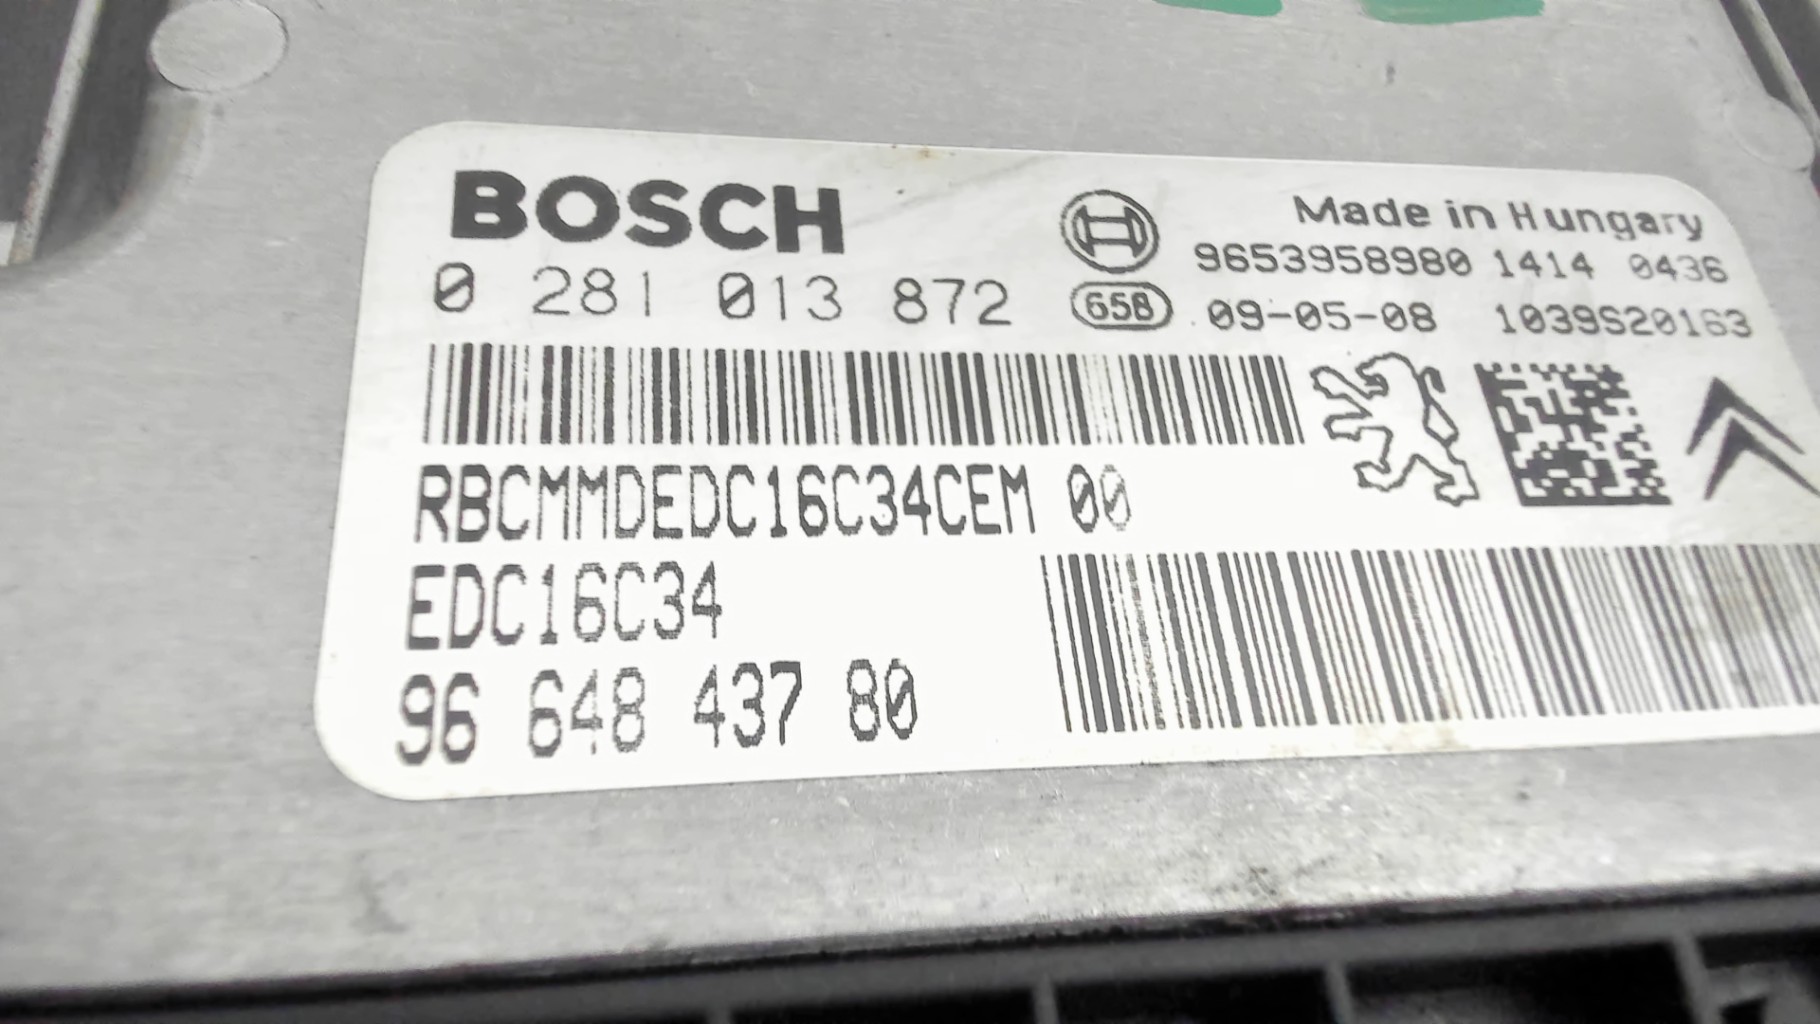 BOSCH
0 281 013 872
Made in Hungary
9653958980 1414 0436
65B 09-05-08 1039S20163
RBCMMDEDC16C34CEM 00
EDC16C34
96 648 437 80